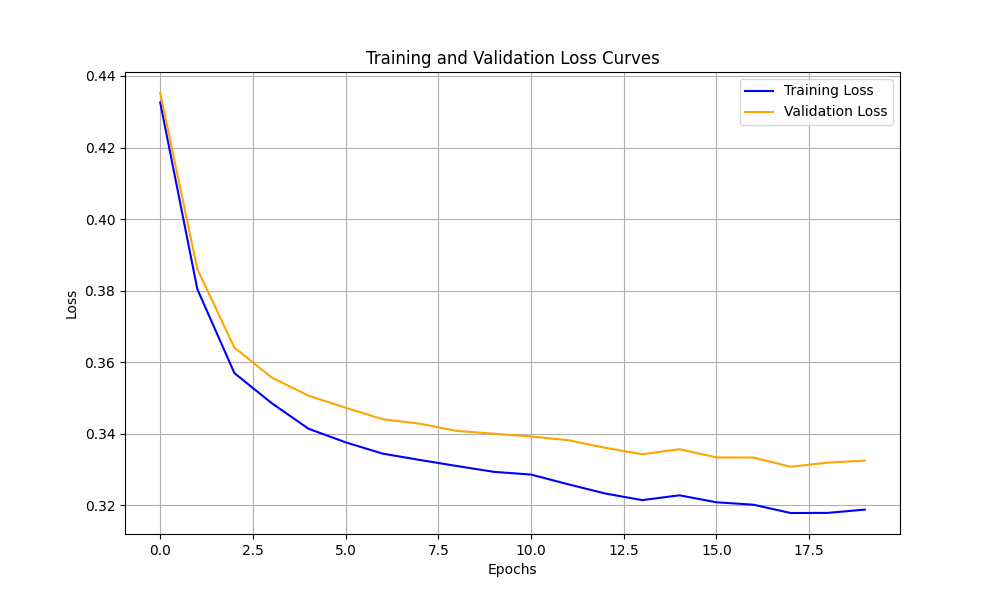 Training and Validation Loss Curves
Training Loss
Validation Loss
Loss
0.44
0.42
0.40
0.38
0.36
0.34
0.32
0.0 2.5 5.0 7.5 10.0 12.5 15.0 17.5
Epochs